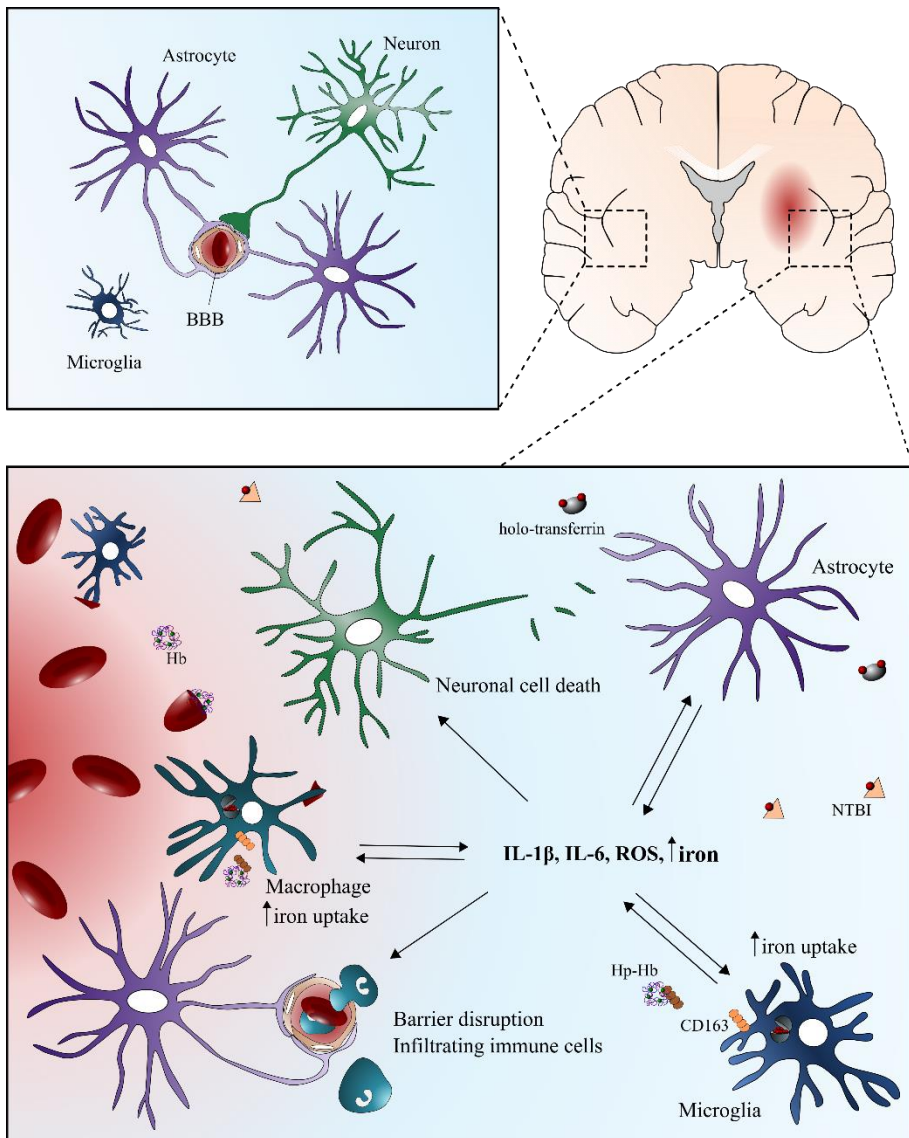 Neuron
Astrocyte
BBB
Microglia
holo-transferrin
Astrocyte
Hb
Neuronal cell death
NTBI
IL-1β, IL-6, ROS, ↑iron
Macrophage
↑iron uptake
↑iron uptake
Hp-Hb
CD163
Barrier disruption
Infiltrating immune cells
Microglia